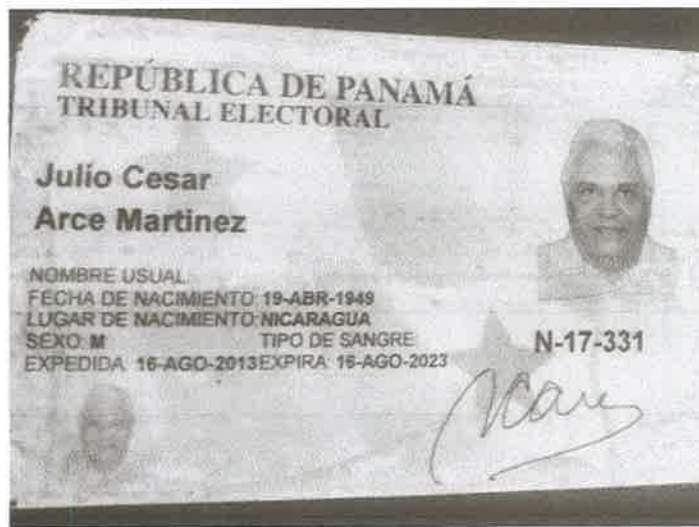 REPÚBLICA DE PANAMÁ
TRIBUNAL ELECTORAL
Julio Cesar
Arce Martinez
NOMBRE USUAL:
FECHA DE NACIMIENTO: 19-ABR-1949
LUGAR DE NACIMIENTO: NICARAGUA
SEXO: M TIPO DE SANGRE:
EXPEDIDA: 16-AGO-2013 EXPIRA: 16-AGO-2023
N-17-331